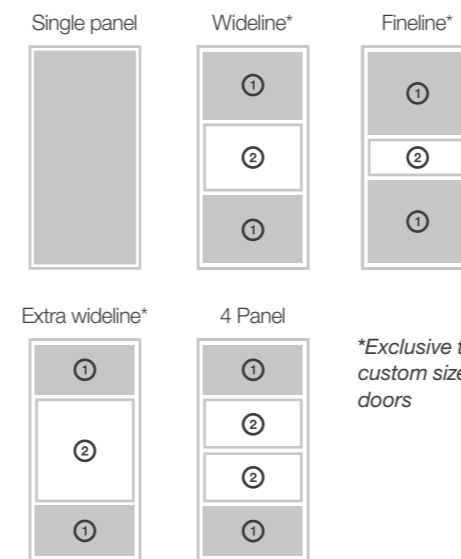 Single panel
Wideline*
Fineline*
①
①
①
②
②
①
①
Extra wideline*
4 Panel
*Exclusive
custom size
doors
①
①
②
②
②
①
①